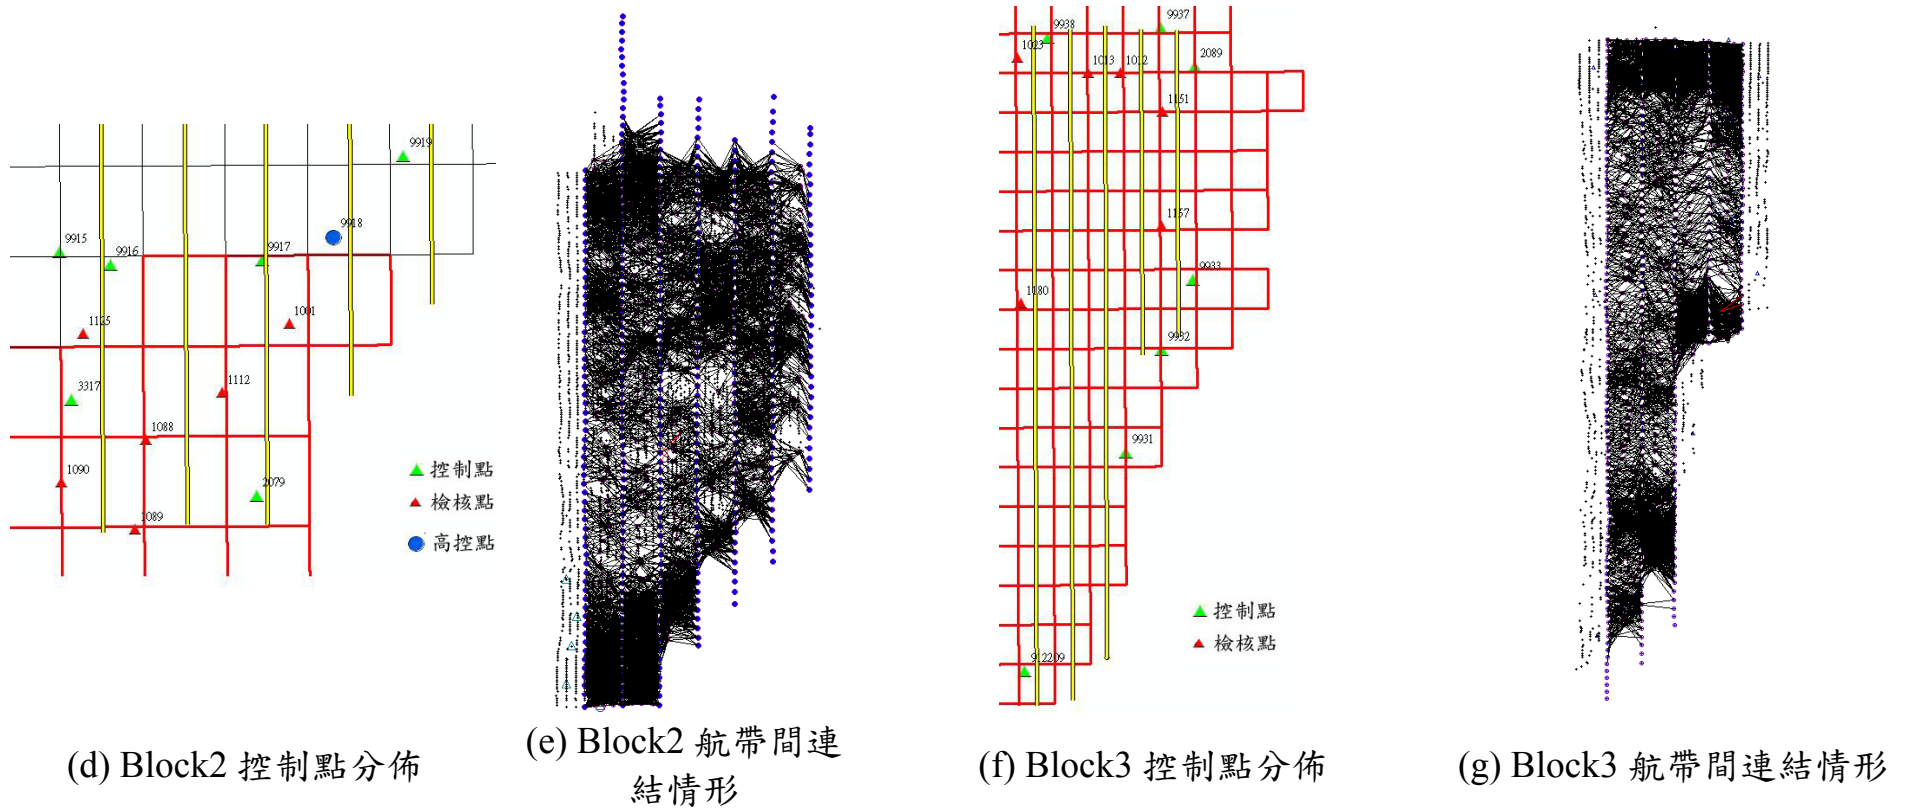 9919
9918
9915
9916
9917
1125
1001
3317
1112
1088
1090
2079
1089
控制點
檢核點
高控點
(d) Block2 控制點分佈
(e) Block2 航帶間連
結情形
9937
9938
1023
1013
1012
2089
1151
1157
9933
1180
9932
9931
912209
控制點
檢核點
(f) Block3 控制點分佈
(g) Block3 航帶間連結情形